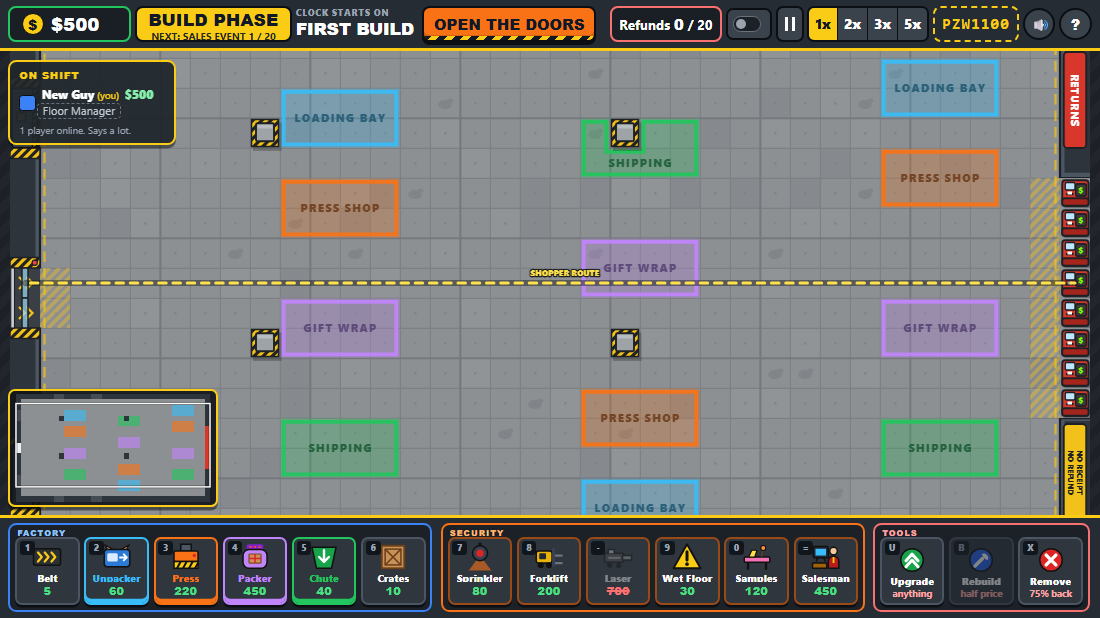 $ $500
BUILD PHASE
NEXT: SALES EVENT 1 / 20
CLOCK STARTS ON
FIRST BUILD
OPEN THE DOORS
Refunds 0 / 20
1x 2x 3x 5x
PZW1100
?
ON SHIFT
New Guy (you) $500
Floor Manager
1 player online. Says a lot.
LOADING BAY
LOADING BAY
RETURNS
SHIPPING
PRESS SHOP
PRESS SHOP
GIFT WRAP
SHOPPER ROUTE
GIFT WRAP
GIFT WRAP
PRESS SHOP
SHIPPING
SHIPPING
NO RECEIPT
NO REFUND
LOADING BAY
FACTORY
1 Belt 5
2 Unpacker 60
3 Press 220
4 Packer 450
5 Chute 40
6 Crates 10
SECURITY
7 Sprinkler 80
8 Forklift 200
- Laser 700
9 Wet Floor 30
0 Samples 120
= Salesman 450
TOOLS
U Upgrade anything
B Rebuild half price
X Remove 75% back